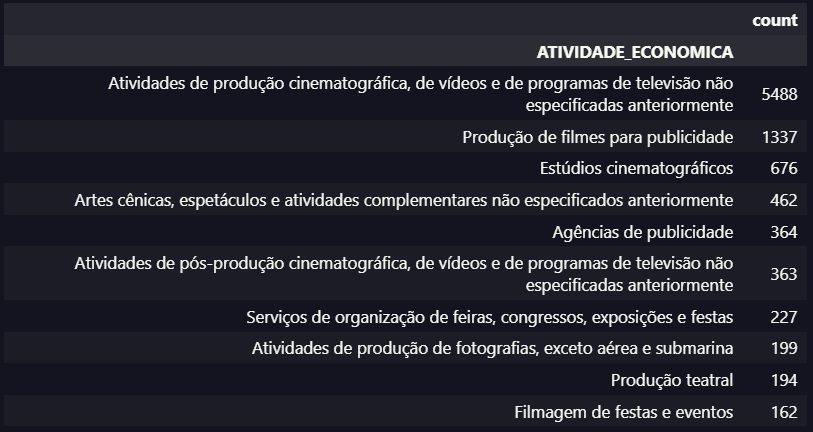 count
ATIVIDADE_ECONOMICA
Atividades de produção cinematográfica, de vídeos e de programas de televisão não
especificadas anteriormente 5488
Produção de filmes para publicidade 1337
Estúdios cinematográficos 676
Artes cênicas, espetáculos e atividades complementares não especificados anteriormente 462
Agências de publicidade 364
Atividades de pós-produção cinematográfica, de vídeos e de programas de televisão não
especificadas anteriormente 363
Serviços de organização de feiras, congressos, exposições e festas 227
Atividades de produção de fotografias, exceto aérea e submarina 199
Produção teatral 194
Filmagem de festas e eventos 162